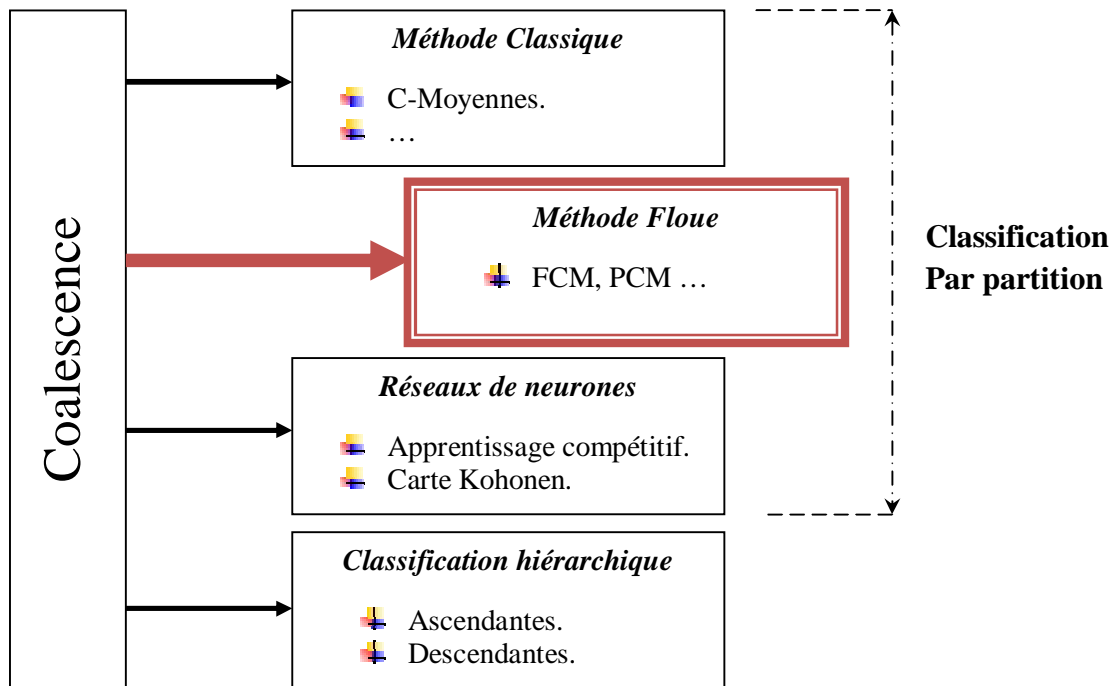 Coalescence
Méthode Classique
C-Moyennes.
…
Méthode Floue
FCM, PCM …
Réseaux de neurones
Apprentissage compétitif.
Carte Kohonen.
Classification hiérarchique
Ascendantes.
Descendantes.
Classification
Par partition